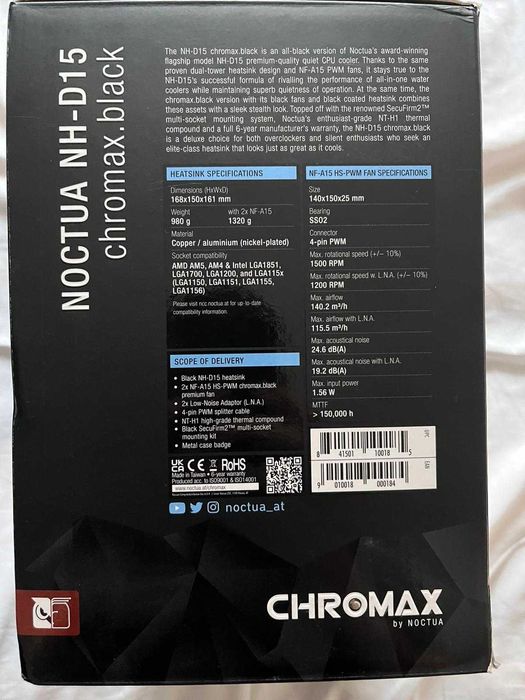 NOCTUA NH-D15
chromax.black
The NH-D15 chromax.black is an all-black version of Noctua's award-winning
flagship model NH-D15 premium-quality quiet CPU cooler. Thanks to the same
proven dual-tower heatsink design and NF-A15 PWM fans, it stays true to the
NH-D15's successful formula of rivalling the performance of all-in-one water
coolers while maintaining superb quietness of operation. At the same time, the
chromax.black version with its black fans and black coated heatsink combines
these assets with a sleek stealth look. Topped off with the renowned SecuFirm2™
multi-socket mounting system, Noctua's enthusiast-grade NT-H1 thermal
compound and a full 6-year manufacturer's warranty, the NH-D15 chromax.black
is a deluxe choice for both overclockers and silent enthusiasts who seek an
elite-class heatsink that looks just as great as it cools.
HEATSINK SPECIFICATIONS
Dimensions (HxWxD)
168x150x161 mm
Weight with 2x NF-A15
980 g 1320 g
Material
Copper / aluminium (nickel-plated)
Socket compatibility
AMD AM5, AM4 & Intel LGA1851,
LGA1700, LGA1200, and LGA115x
(LGA1150, LGA1151, LGA1155,
LGA1156)
Please visit ncc.noctua.at for up-to-date
compatibility information.
SCOPE OF DELIVERY
• Black NH-D15 heatsink
• 2x NF-A15 HS-PWM chromax.black
premium fan
• 2x Low-Noise Adaptor (L.N.A.)
• 4-pin PWM splitter cable
• NT-H1 high-grade thermal compound
• Black SecuFirm2™ multi-socket
mounting kit
• Metal case badge
UK
CA CE RoHS
Made in Taiwan • 6-year warranty
Produced acc. to ISO9001 & ISO14001
www.noctua.at/chromax
noctua_at
NF-A15 HS-PWM FAN SPECIFICATIONS
Size
140x150x25 mm
Bearing
SSO2
Connector
4-pin PWM
Max. rotational speed (+/- 10%)
1500 RPM
Max. rotational speed w. L.N.A. (+/- 10%)
1200 RPM
Max. airflow
140.2 m³/h
Max. airflow with L.N.A.
115.5 m³/h
Max. acoustical noise
24.6 dB(A)
Max. acoustical noise with L.N.A.
19.2 dB(A)
Max. input power
1.56 W
MTTF
> 150,000 h
UPC
8 41501 10018 5
EAN
9 010018 000184
CHROMAX
by NOCTUA